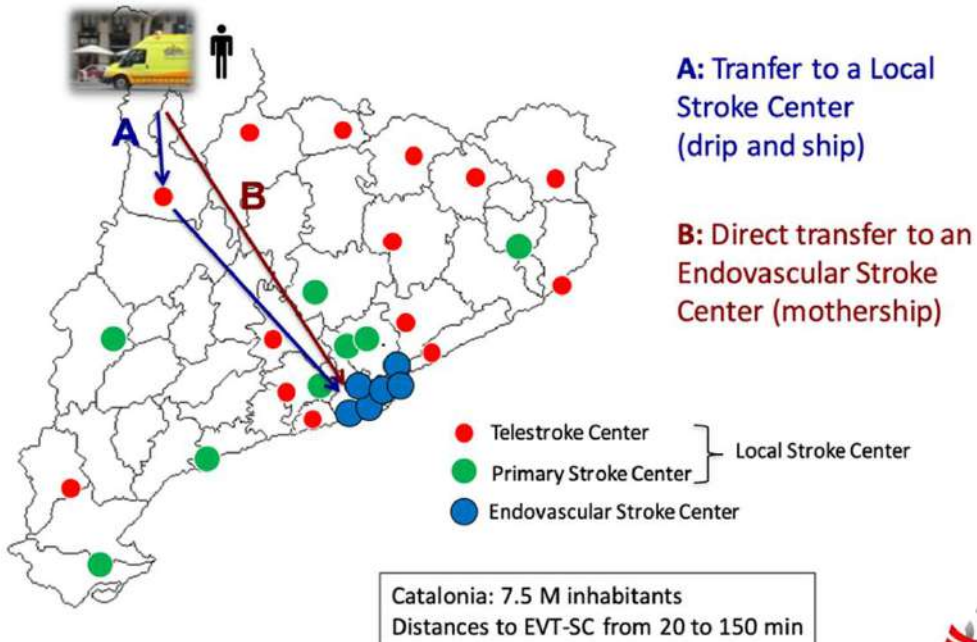 A
B
A: Tranfer to a Local
Stroke Center
(drip and ship)
B: Direct transfer to an
Endovascular Stroke
Center (mothership)
Telestroke Center
Primary Stroke Center
Local Stroke Center
Endovascular Stroke Center
Catalonia: 7.5 M inhabitants
Distances to EVT-SC from 20 to 150 min